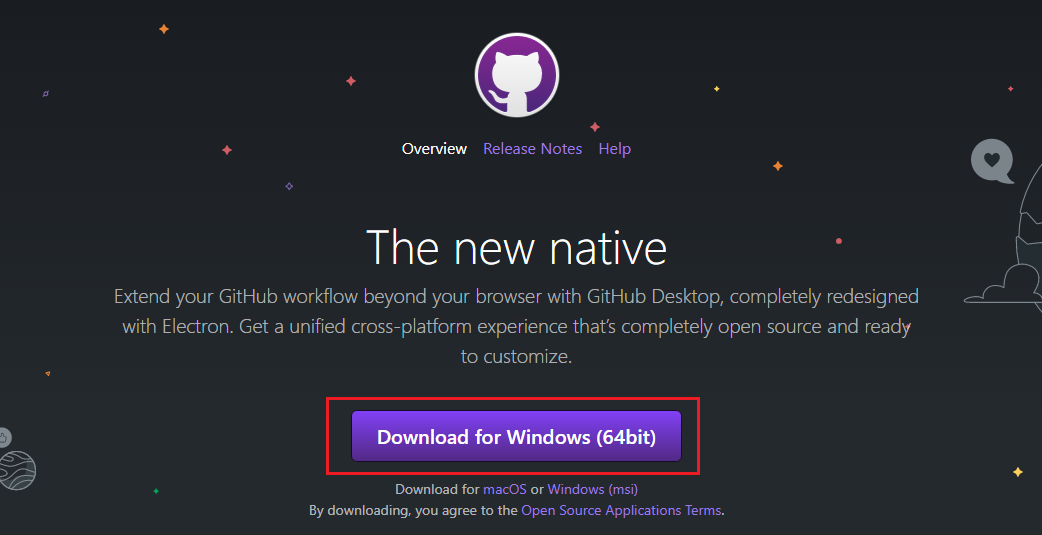 Overview Release Notes Help
The new native
Extend your GitHub workflow beyond your browser with GitHub Desktop, completely redesigned
with Electron. Get a unified cross-platform experience that’s completely open source and ready
to customize.
Download for Windows (64bit)
Download for macOS or Windows (msi)
By downloading, you agree to the Open Source Applications Terms.